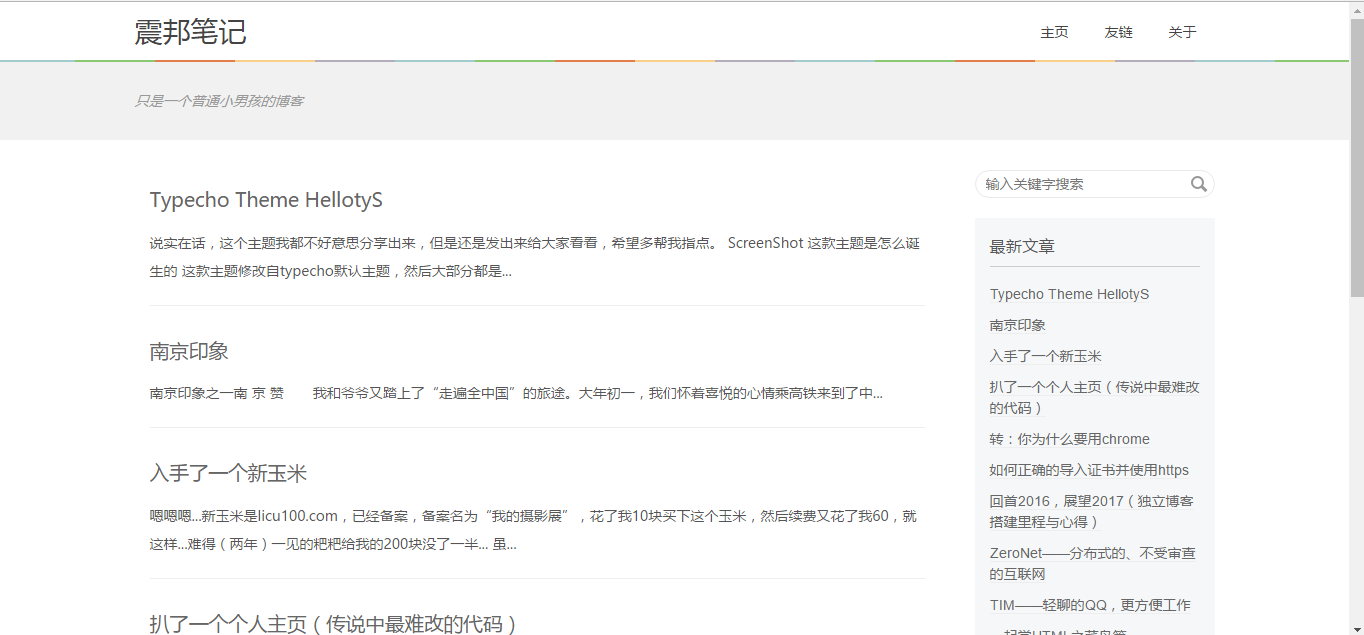 震邦笔记
主页 友链 关于
只是一个普通小男孩的博客
Typecho Theme HellotyS
说实在话，这个主题我都不好意思分享出来，但是还是发出来给大家看看，希望多帮我指点。 ScreenShot 这款主题是怎么诞
生的 这款主题修改自typecho默认主题，然后大部分都是...
南京印象
南京印象之一南 京 赞 我和爷爷又踏上了“走遍全中国”的旅途。大年初一，我们怀着喜悦的心情乘高铁来到了中...
入手了一个新玉米
嗯嗯嗯...新玉米是licu100.com，已经备案，备案名为“我的摄影展”，花了我10块买下这个玉米，然后续费又花了我60，就
这样...难得（两年）一见的粑粑给我的200块没了一半... 虽...
扒了一个个人主页（传说中最难改的代码）
输入关键字搜索
最新文章
Typecho Theme HellotyS
南京印象
入手了一个新玉米
扒了一个个人主页（传说中最难改
的代码）
转：你为什么要用chrome
如何正确的导入证书并使用https
回首2016，展望2017（独立博客
搭建里程与心得）
ZeroNet——分布式的、不受审查
的互联网
TIM——轻聊的QQ，更方便工作